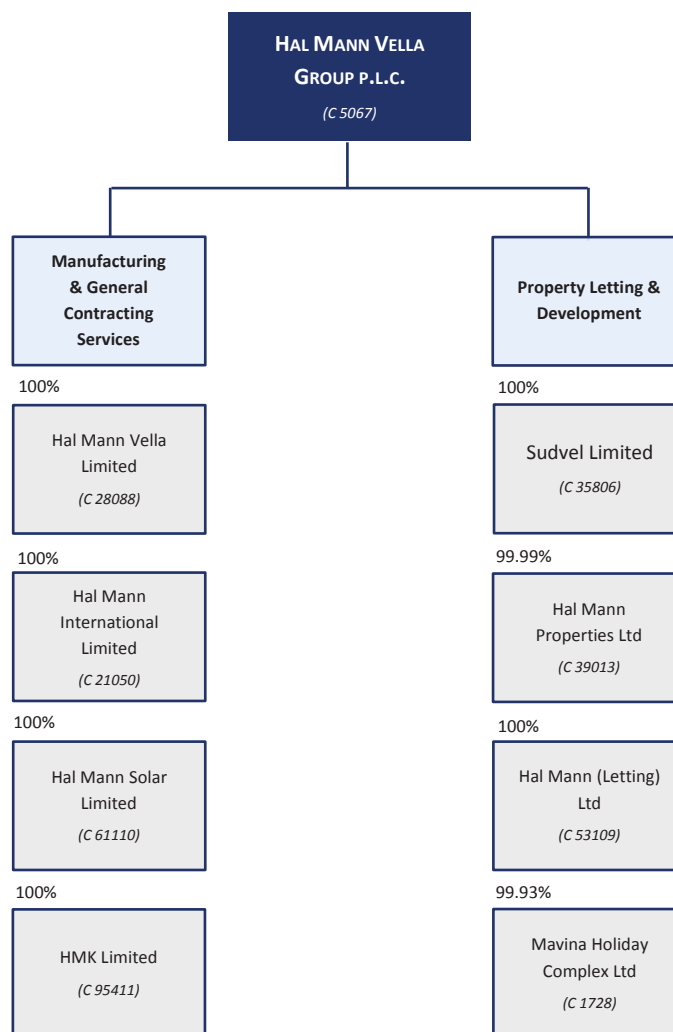 HAL MANN VELLA
GROUP P.L.C.
(C 5067)
Manufacturing
& General
Contracting
Services
100%
Hal Mann Vella
Limited
(C 28088)
100%
Hal Mann
International
Limited
(C 21050)
100%
Hal Mann Solar
Limited
(C 61110)
100%
HMK Limited
(C 95411)
Property Letting &
Development
100%
Sudvel Limited
(C 35806)
99.99%
Hal Mann
Properties Ltd
(C 39013)
100%
Hal Mann (Letting)
Ltd
(C 53109)
99.93%
Mavina Holiday
Complex Ltd
(C 1728)